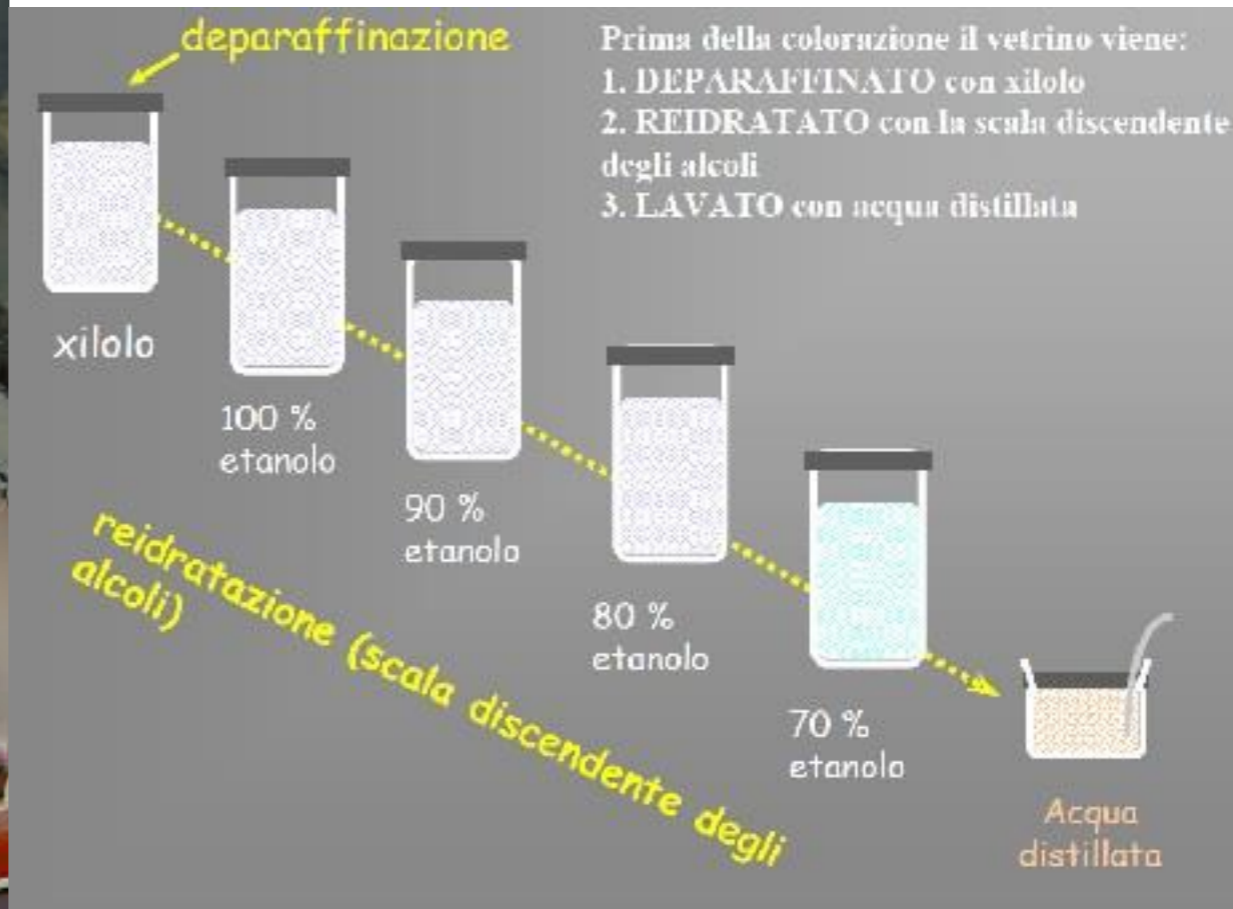 deparaffinazione
Prima della colorazione il vetrino viene:
1. DEPARAFFINATO con xilolo
2. REIDRATATO con la scala discendente
degli alcoli
3. LAVATO con acqua distillata
xilolo
100 %
etanolo
90 %
etanolo
80 %
etanolo
70 %
etanolo
reidratazione (scala discendente degli
alcoli)
Acqua
distillata